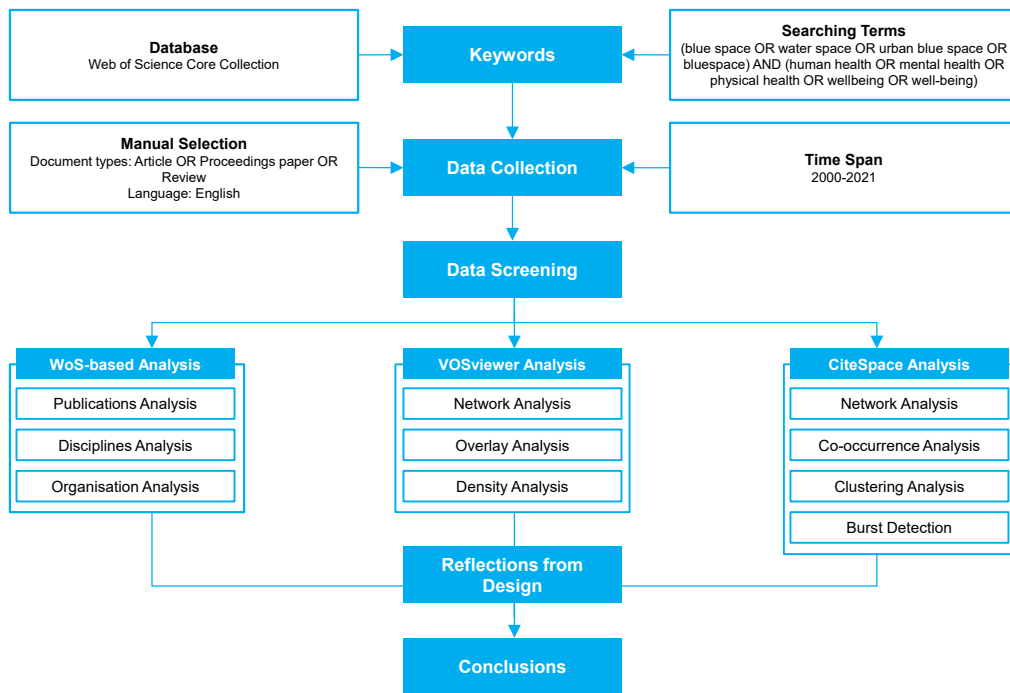 Database
Web of Science Core Collection
Keywords
Searching Terms
(blue space OR water space OR urban blue space OR
bluespace) AND (human health OR mental health OR
physical health OR wellbeing OR well-being)
Manual Selection
Document types: Article OR Proceedings paper OR
Review
Language: English
Data Collection
Time Span
2000-2021
Data Screening
WoS-based Analysis
Publications Analysis
Disciplines Analysis
Organisation Analysis
VOSviewer Analysis
Network Analysis
Overlay Analysis
Density Analysis
CiteSpace Analysis
Network Analysis
Co-occurrence Analysis
Clustering Analysis
Burst Detection
Reflections from
Design
Conclusions